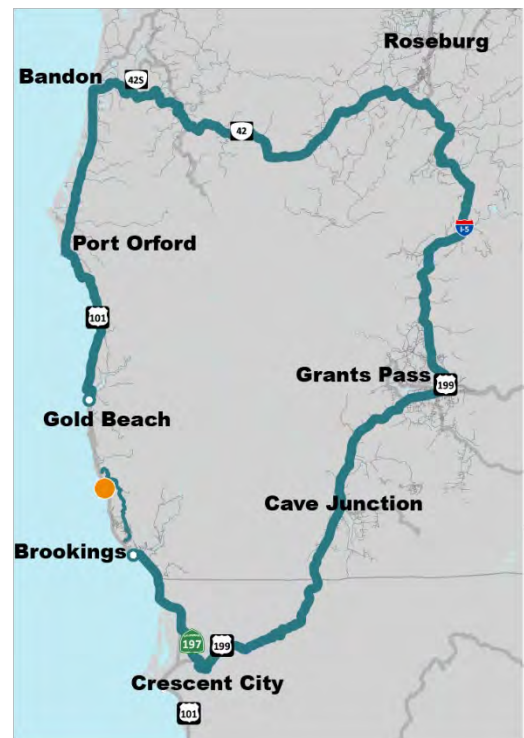 Roseburg
Bandon
42S
42
I-5
Port Orford
101
Grants Pass
199
Gold Beach
Cave Junction
Brookings
197
199
Crescent City
101